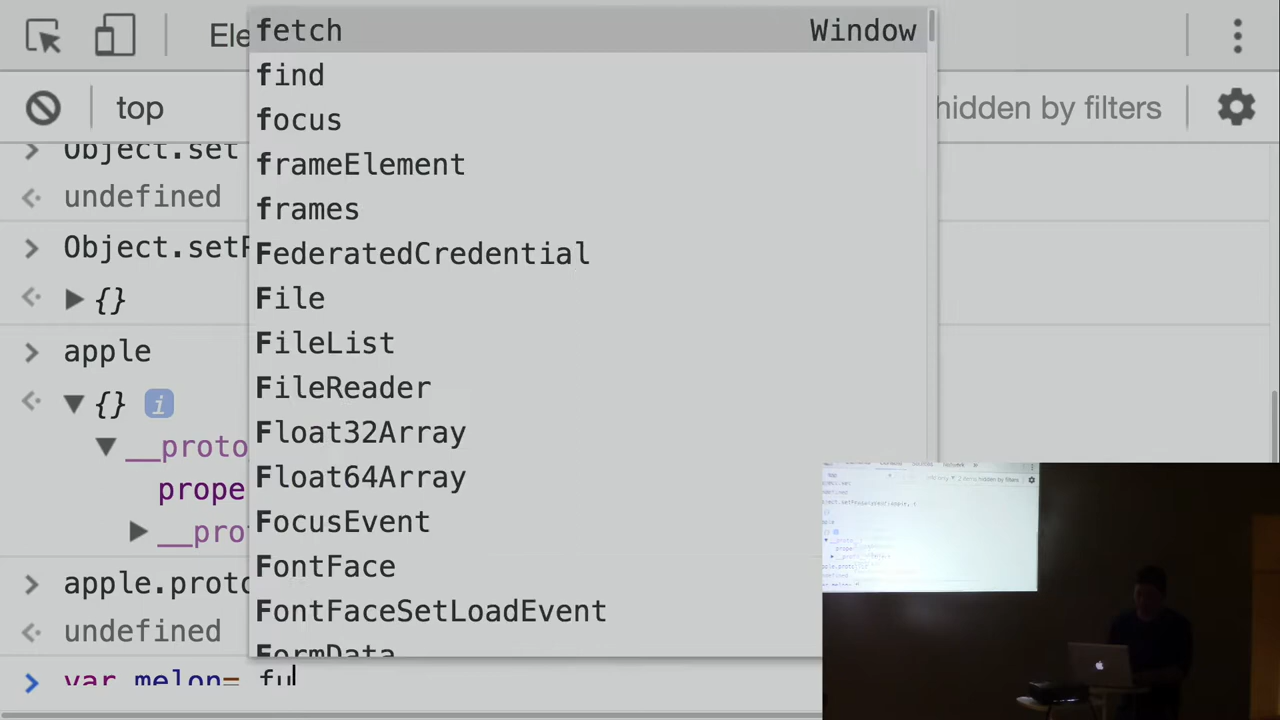 Ele
fetch Window
find
focus
frameElement
frames
FederatedCredential
File
FileList
FileReader
Float32Array
Float64Array
FocusEvent
FontFace
FontFaceSetLoadEvent
FormData
top
hidden by filters
Object.set
undefined
Object.setP
{}
apple
{} i
__proto
prope
__pro
apple.proto
undefined
var melon= fu